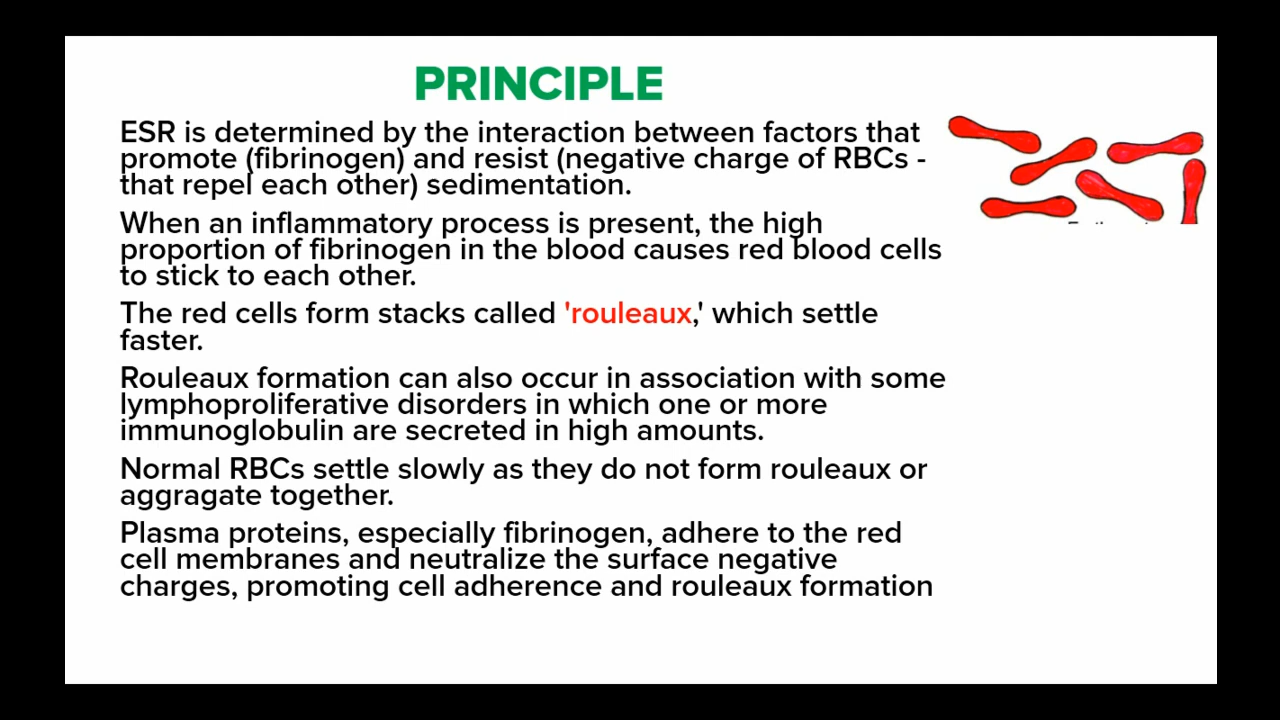 PRINCIPLE
ESR is determined by the interaction between factors that
promote (fibrinogen) and resist (negative charge of RBCs -
that repel each other) sedimentation.
When an inflammatory process is present, the high
proportion of fibrinogen in the blood causes red blood cells
to stick to each other.
The red cells form stacks called 'rouleaux,' which settle
faster.
Rouleaux formation can also occur in association with some
lymphoproliferative disorders in which one or more
immunoglobulin are secreted in high amounts.
Normal RBCs settle slowly as they do not form rouleaux or
aggragate together.
Plasma proteins, especially fibrinogen, adhere to the red
cell membranes and neutralize the surface negative
charges, promoting cell adherence and rouleaux formation